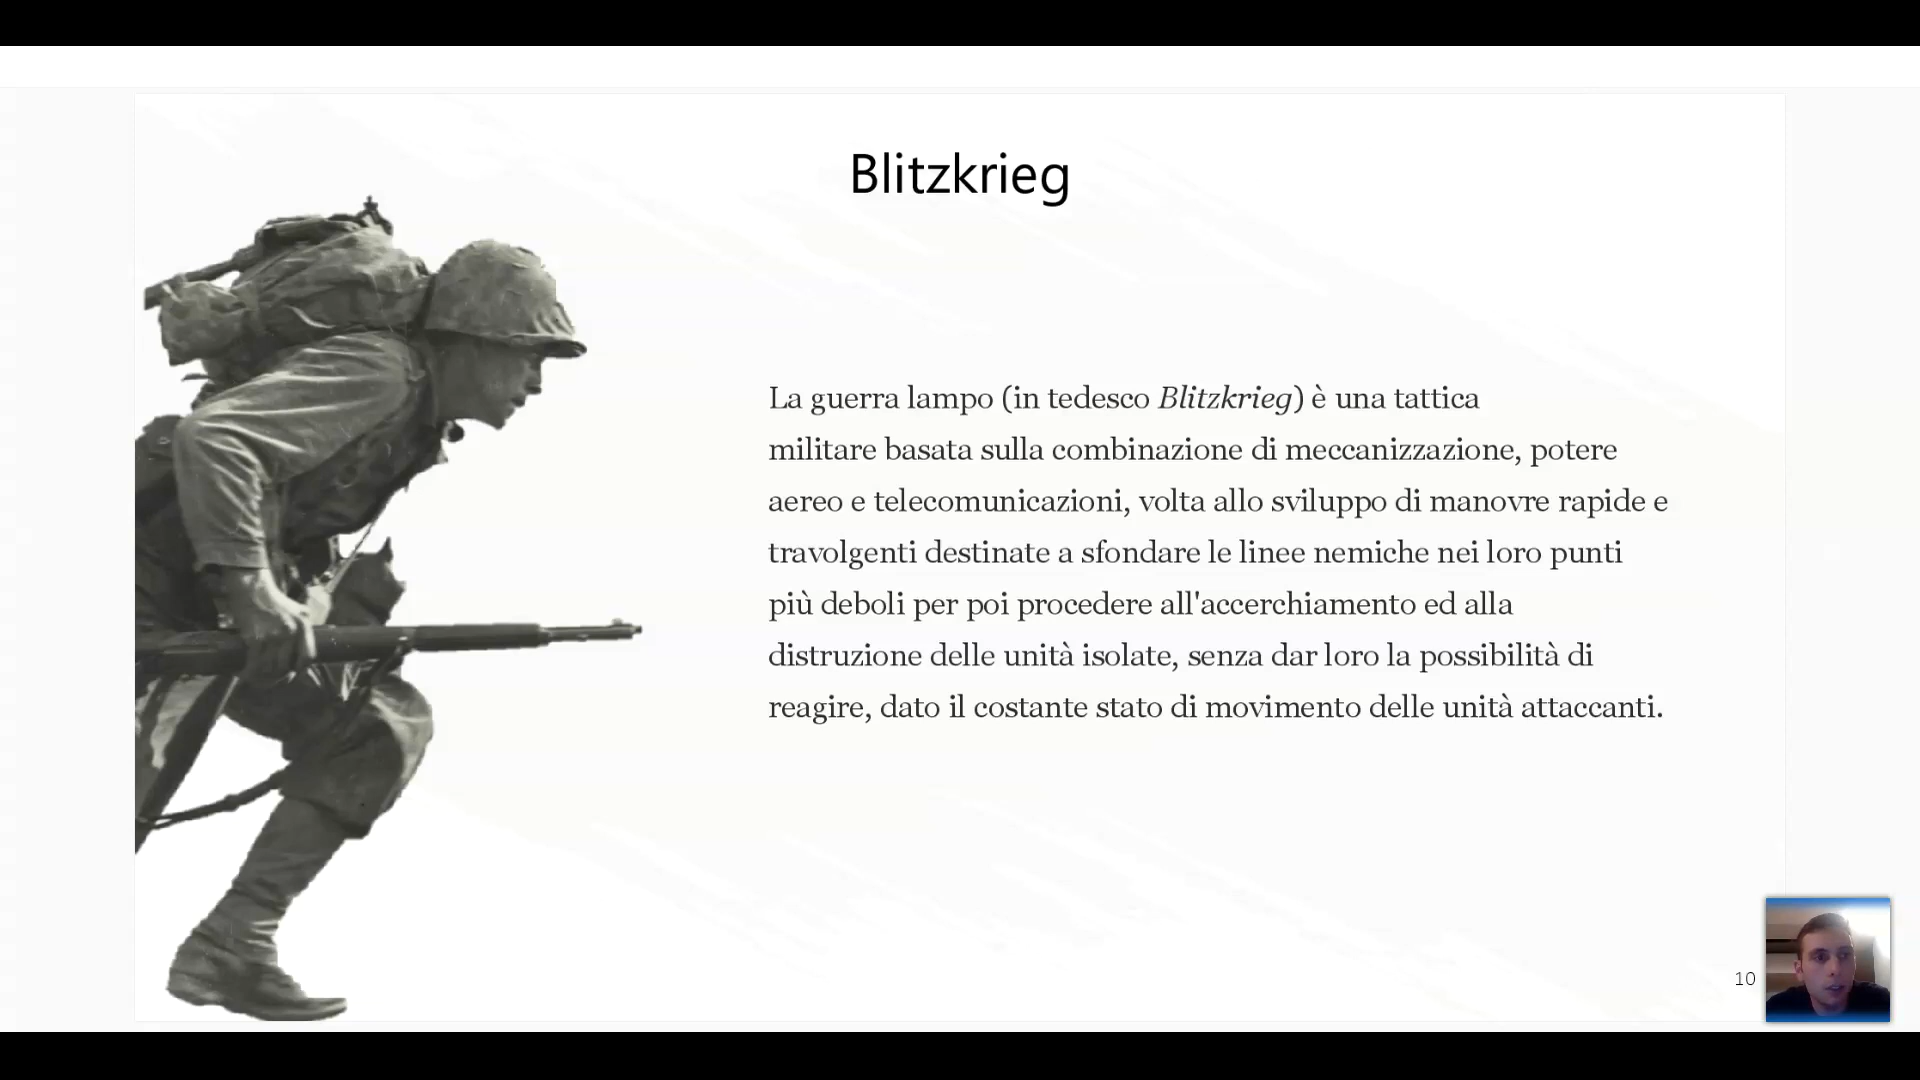 Blitzkrieg
La guerra lampo (in tedesco Blitzkrieg) è una tattica
militare basata sulla combinazione di meccanizzazione, potere
aereo e telecomunicazioni, volta allo sviluppo di manovre rapide e
travolgenti destinate a sfondare le linee nemiche nei loro punti
più deboli per poi procedere all'accerchiamento ed alla
distruzione delle unità isolate, senza dar loro la possibilità di
reagire, dato il costante stato di movimento delle unità attaccanti.
10